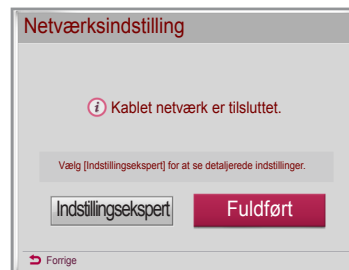 Netværksindstilling
Kablet netværk er tilsluttet.
Vælg [Indstillingsekspert] for at se detaljerede indstillinger.
Indstillingsekspert
Fuldført
Forrige